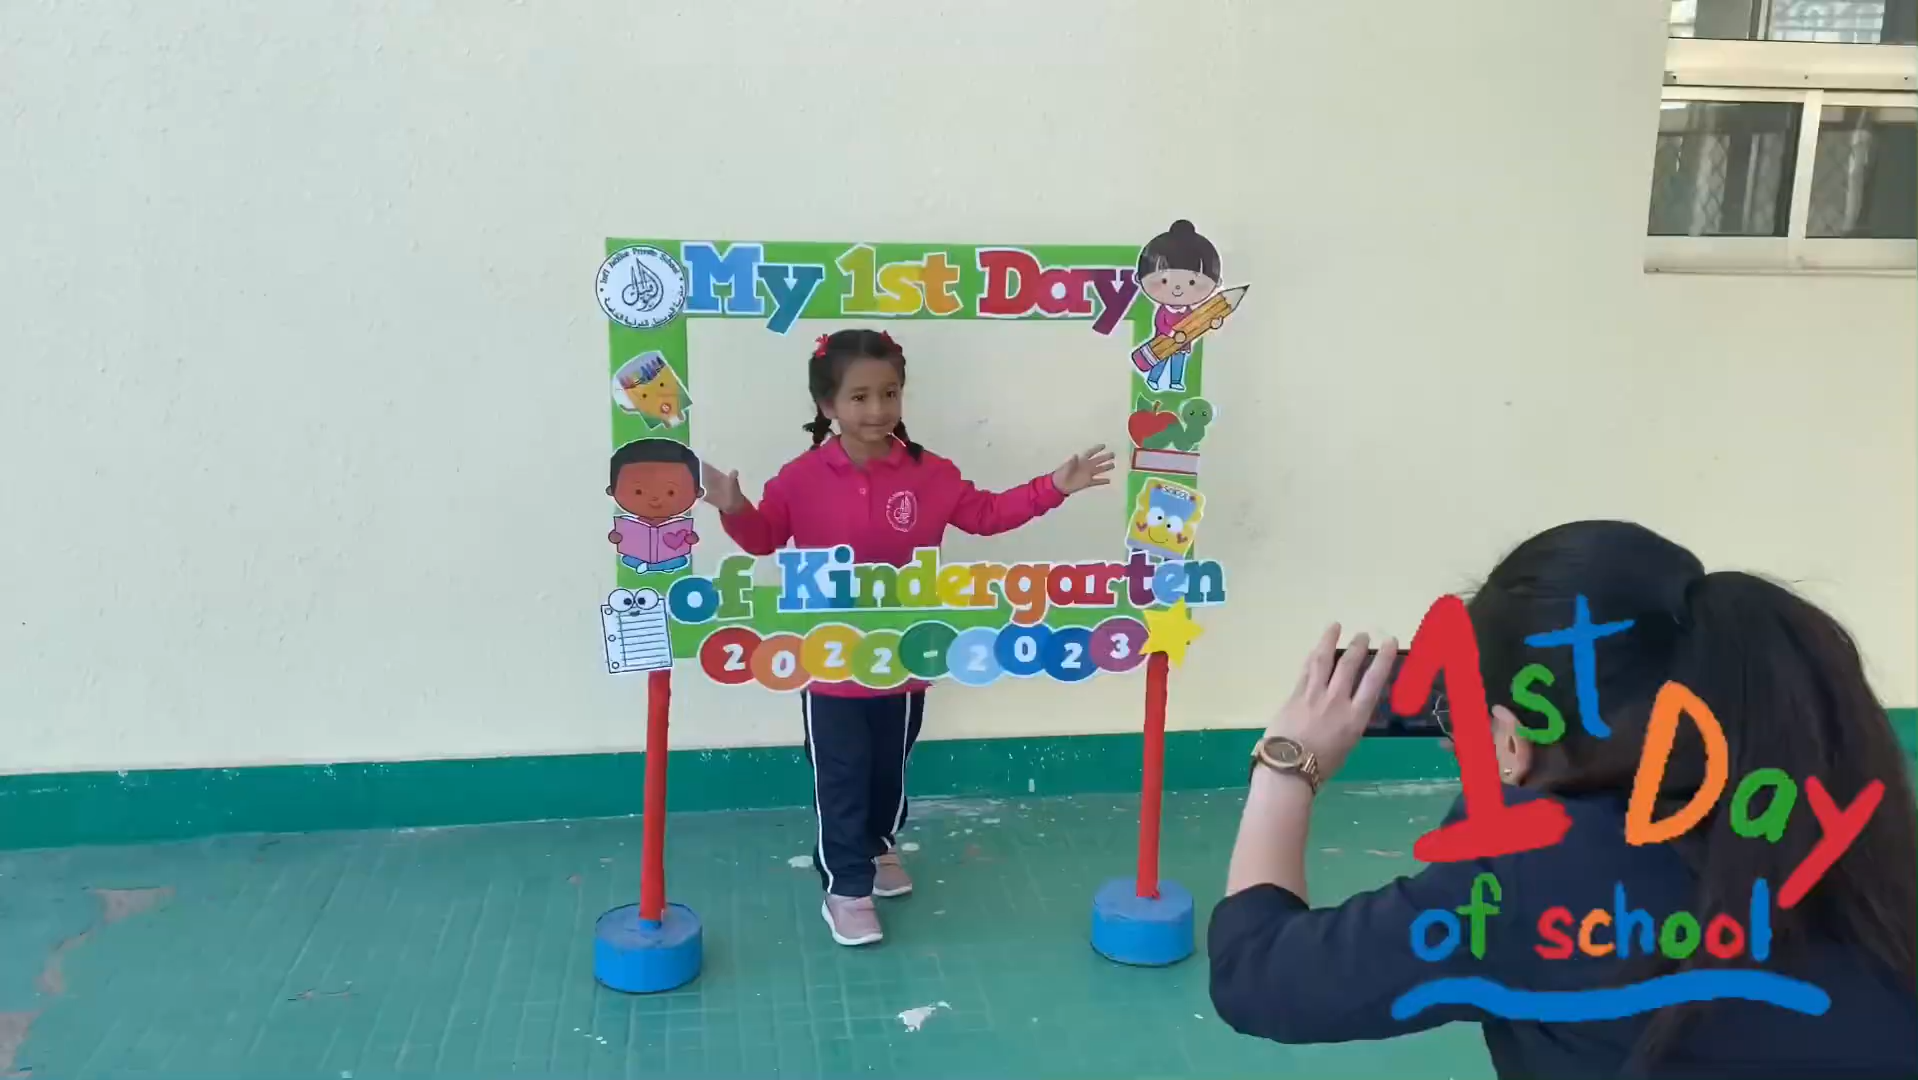 My 1st Day
of Kindergarten
2022-2023
1st Day
of school